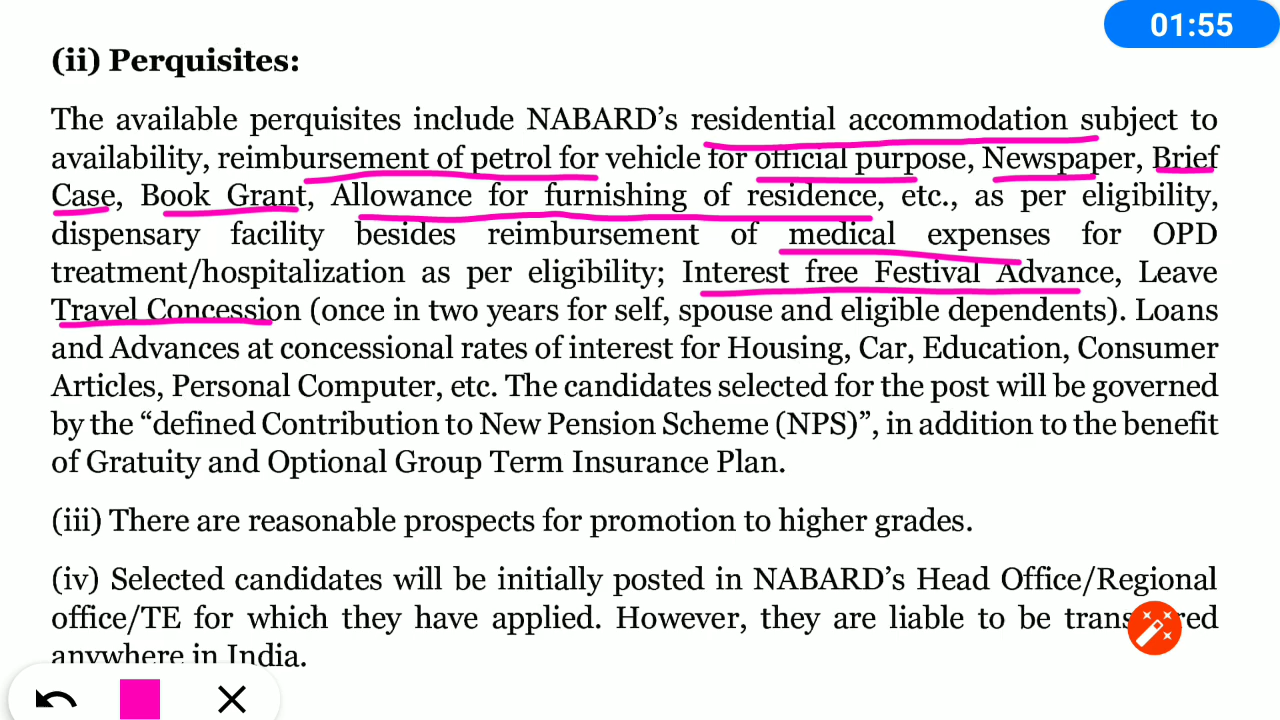 01:55
(ii) Perquisites:
The available perquisites include NABARD’s residential accommodation subject to
availability, reimbursement of petrol for vehicle for official purpose, Newspaper, Brief
Case, Book Grant, Allowance for furnishing of residence, etc., as per eligibility,
dispensary facility besides reimbursement of medical expenses for OPD
treatment/hospitalization as per eligibility; Interest free Festival Advance, Leave
Travel Concession (once in two years for self, spouse and eligible dependents). Loans
and Advances at concessional rates of interest for Housing, Car, Education, Consumer
Articles, Personal Computer, etc. The candidates selected for the post will be governed
by the “defined Contribution to New Pension Scheme (NPS)”, in addition to the benefit
of Gratuity and Optional Group Term Insurance Plan.
(iii) There are reasonable prospects for promotion to higher grades.
(iv) Selected candidates will be initially posted in NABARD’s Head Office/Regional
office/TE for which they have applied. However, they are liable to be
anywhere in India.